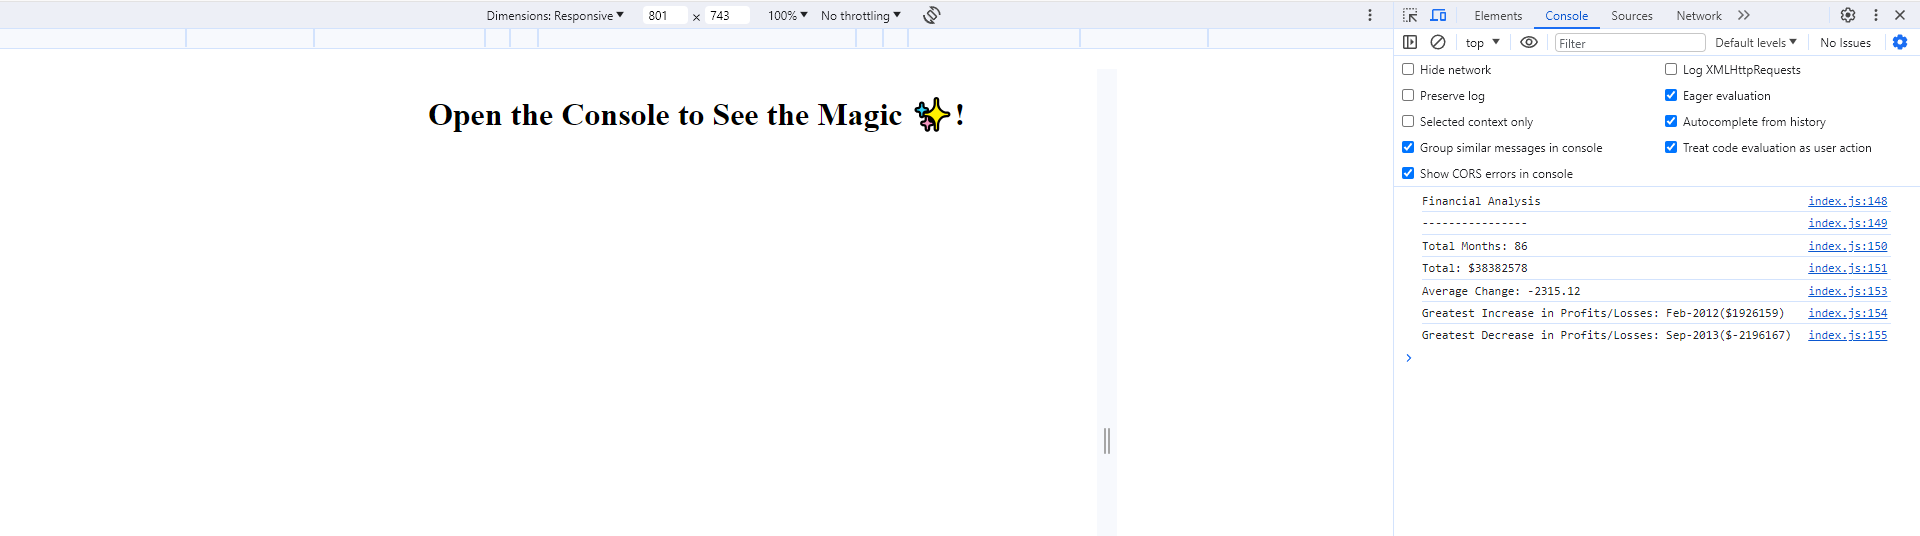 Dimensions: Responsive ▼ 801 × 743 100% ▼ No throttling ▼
Elements Console Sources Network
top ▼ Filter Default levels ▼ No Issues
Hide network Log XMLHttpRequests
Preserve log Eager evaluation
Selected context only Autocomplete from history
Group similar messages in console Treat code evaluation as user action
Show CORS errors in console
Open the Console to See the Magic ✨!
Financial Analysis index.js:148
---------------- index.js:149
Total Months: 86 index.js:150
Total: $38382578 index.js:151
Average Change: -2315.12 index.js:153
Greatest Increase in Profits/Losses: Feb-2012($1926159) index.js:154
Greatest Decrease in Profits/Losses: Sep-2013($-2196167) index.js:155